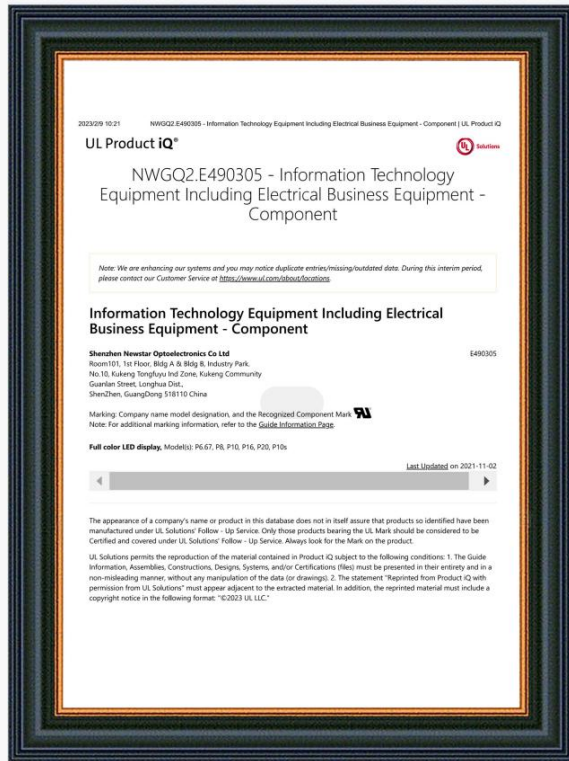 2023/2/9 10:21 NWGQ2.E490305 - Information Technology Equipment Including Electrical Business Equipment - Component | UL Product iQ
UL Product iQ®
UL Solutions
NWGQ2.E490305 - Information Technology
Equipment Including Electrical Business Equipment -
Component
Note: We are enhancing our systems and you may notice duplicate entries/missing/outdated data. During this interim period,
please contact our Customer Service at https://www.ul.com/about/locations.
Information Technology Equipment Including Electrical
Business Equipment - Component
Shenzhen Newstar Optoelectronics Co Ltd E490305
Room101, 1st Floor, Bldg A & Bldg B, Industry Park.
No.10, Kukeng Tongfuyu Ind Zone, Kukeng Community
Guanlan Street, Longhua Dist.,
ShenZhen, GuangDong 518110 China
Marking: Company name model designation, and the Recognized Component Mark
Note: For additional marking information, refer to the Guide Information Page.
Full color LED display, Model(s): P6.67, P8, P10, P16, P20, P10s
Last Updated on 2021-11-02
The appearance of a company's name or product in this database does not in itself assure that products so identified have been
manufactured under UL Solutions' Follow - Up Service. Only those products bearing the UL Mark should be considered to be
Certified and covered under UL Solutions' Follow - Up Service. Always look for the Mark on the product.
UL Solutions permits the reproduction of the material contained in Product iQ subject to the following conditions: 1. The Guide
Information, Assemblies, Constructions, Designs, Systems, and/or Certifications (files) must be presented in their entirety and in a
non-misleading manner, without any manipulation of the data (or drawings). 2. The statement "Reprinted from Product iQ with
permission from UL Solutions" must appear adjacent to the extracted material. In addition, the reprinted material must include a
copyright notice in the following format: "©2023 UL LLC."